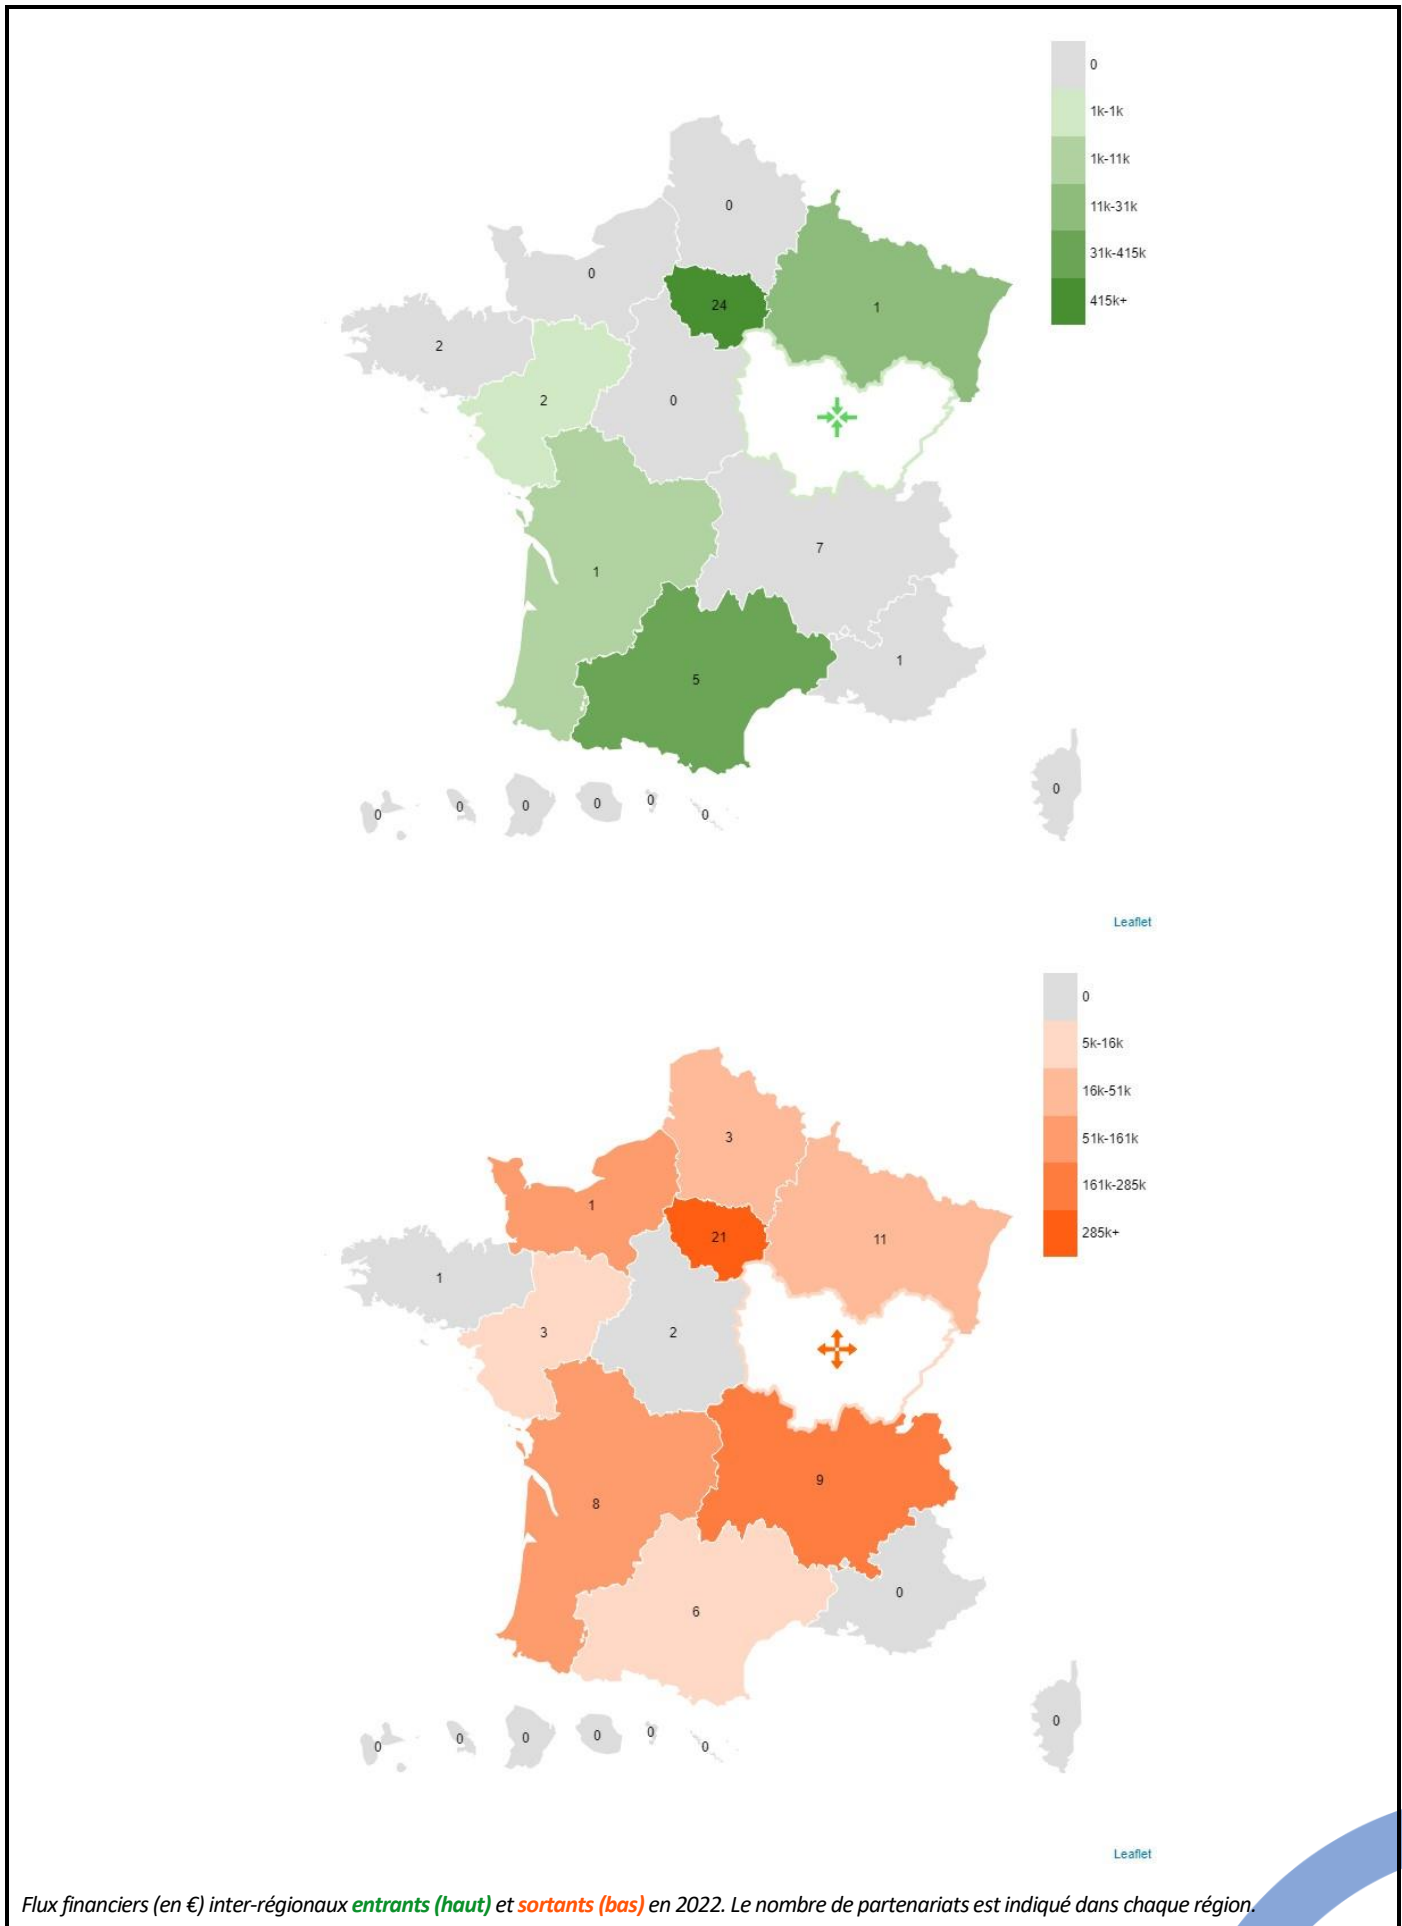 0
1k-1k
1k-11k
11k-31k
31k-415k
415k+
0
0
24
1
2
2
0
7
1
1
5
0
0
0
0
0
0
0
Leaflet
0
5k-16k
16k-51k
51k-161k
161k-285k
285k+
3
1
21
11
1
3
2
9
8
0
6
0
0
0
0
0
0
0
Leaflet
Flux financiers (en €) inter-régionaux entrants (haut) et sortants (bas) en 2022. Le nombre de partenariats est indiqué dans chaque région.